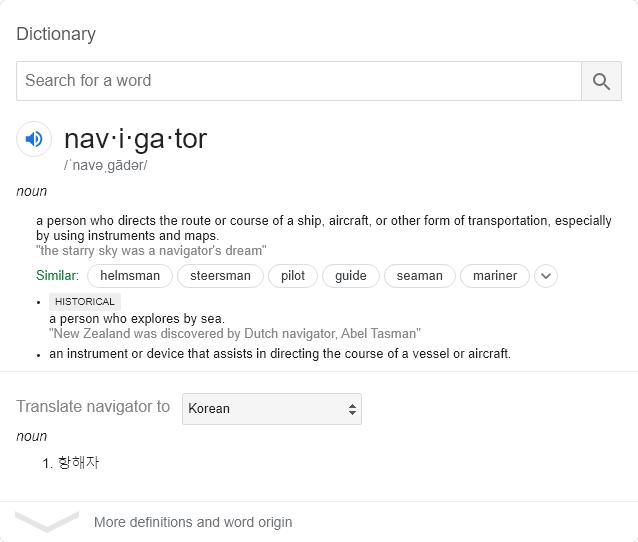 Dictionary
Search for a word
nav·i·ga·tor
/ˈnavəˌɡādər/
noun
a person who directs the route or course of a ship, aircraft, or other form of transportation, especially
by using instruments and maps.
"the starry sky was a navigator's dream"
Similar: helmsman steersman pilot guide seaman mariner
• HISTORICAL
a person who explores by sea.
"New Zealand was discovered by Dutch navigator, Abel Tasman"
• an instrument or device that assists in directing the course of a vessel or aircraft.
Translate navigator to Korean
noun
1. 항해자
More definitions and word origin